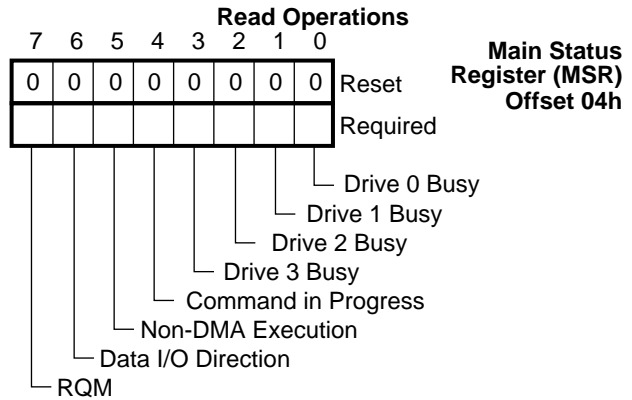 Read Operations
7 6 5 4 3 2 1 0
Main Status
Register (MSR)
Offset 04h
0 0 0 0 0 0 0 0 Reset
Required
Drive 0 Busy
Drive 1 Busy
Drive 2 Busy
Drive 3 Busy
Command in Progress
Non-DMA Execution
Data I/O Direction
RQM